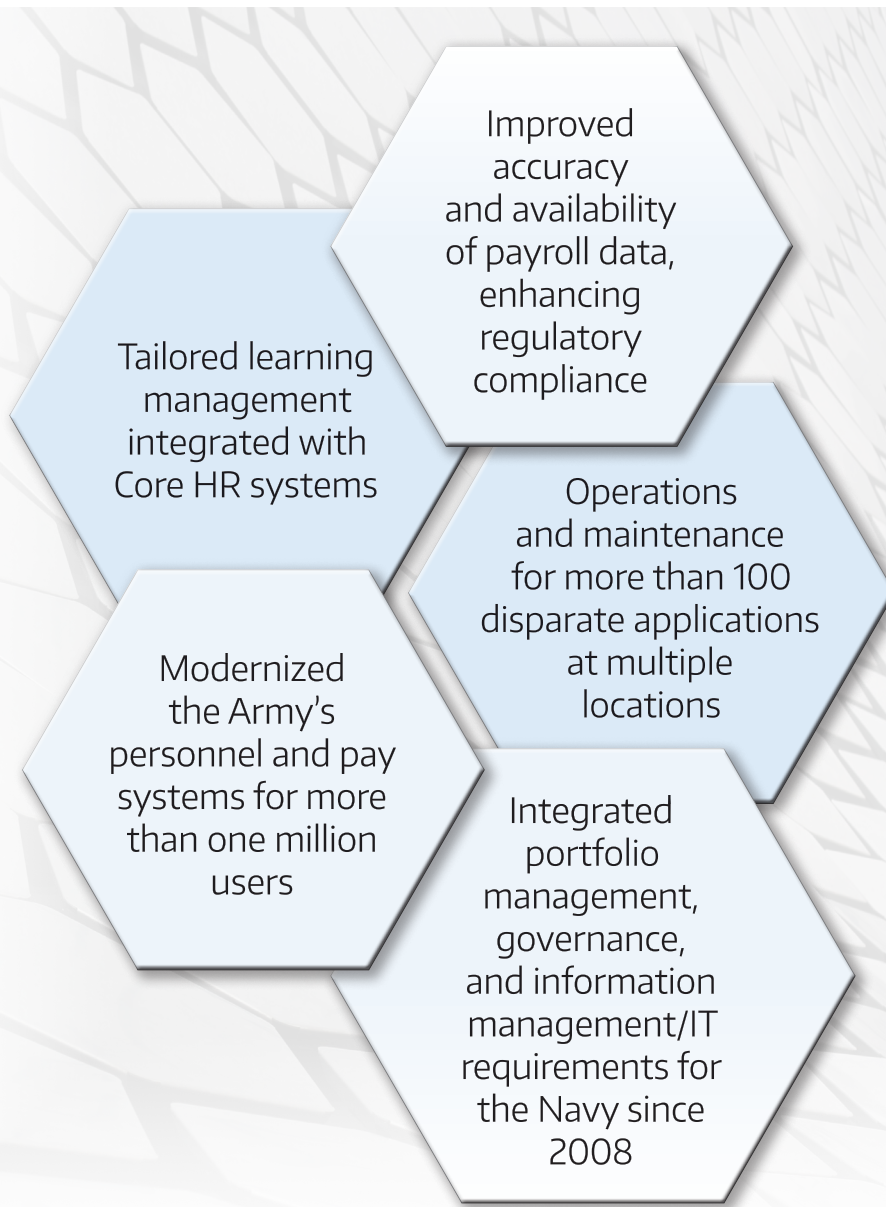 Improved
accuracy
and availability
of payroll data,
enhancing
regulatory
compliance
Tailored learning
management
integrated with
Core HR systems
Operations
and maintenance
for more than 100
disparate applications
at multiple
locations
Modernized
the Army’s
personnel and pay
systems for more
than one million
users
Integrated
portfolio
management,
governance,
and information
management/IT
requirements for
the Navy since
2008